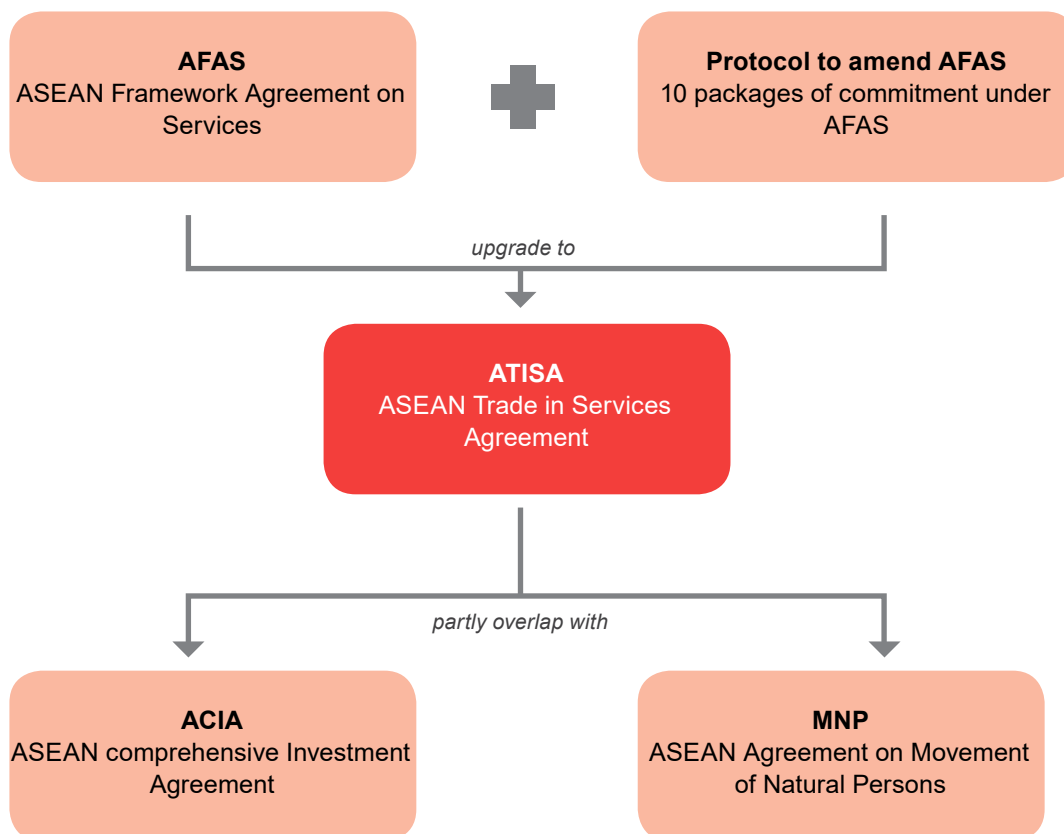 AFAS
ASEAN Framework Agreement on
Services
Protocol to amend AFAS
10 packages of commitment under
AFAS
upgrade to
ATISA
ASEAN Trade in Services
Agreement
partly overlap with
ACIA
ASEAN comprehensive Investment
Agreement
MNP
ASEAN Agreement on Movement
of Natural Persons